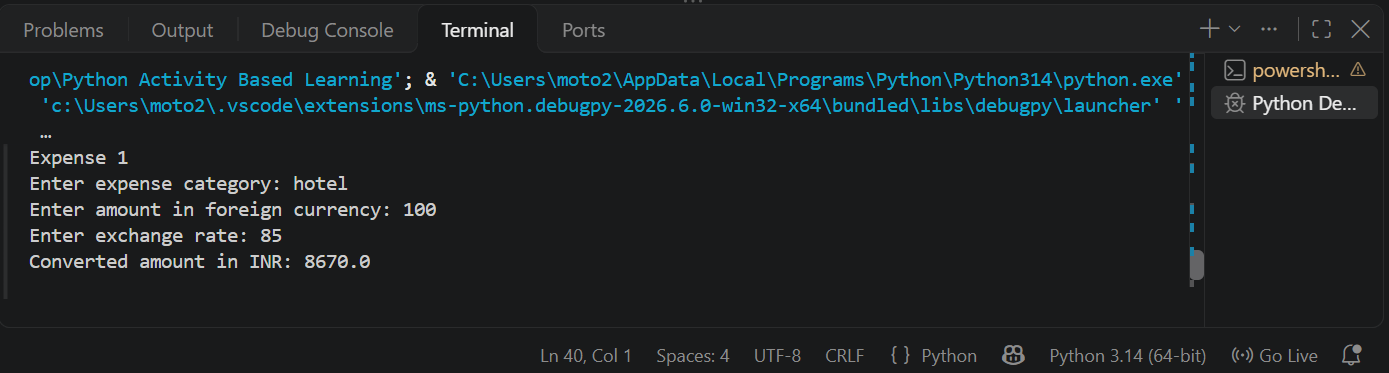 Problems Output Debug Console Terminal Ports
op\Python Activity Based Learning'; & 'C:\Users\moto2\AppData\Local\Programs\Python\Python314\python.exe'
'c:\Users\moto2\.vscode\extensions\ms-python.debugpy-2026.6.0-win32-x64\bundled\libs\debugpy\launcher' '
…
Expense 1
Enter expense category: hotel
Enter amount in foreign currency: 100
Enter exchange rate: 85
Converted amount in INR: 8670.0
powersh...
Python De...
Ln 40, Col 1 Spaces: 4 UTF-8 CRLF { } Python Python 3.14 (64-bit) Go Live